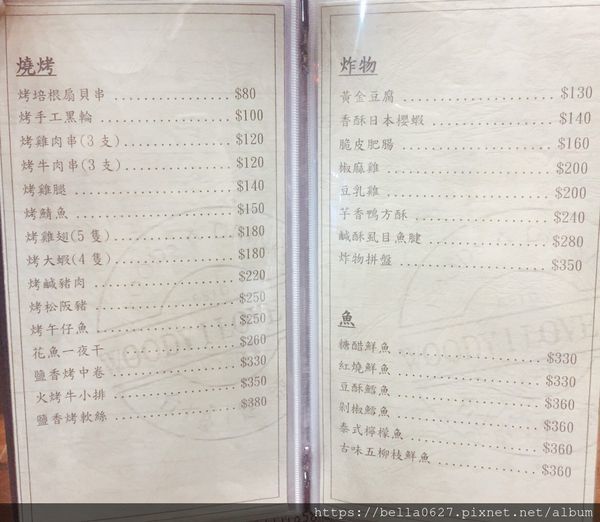 燒烤
烤培根扇貝串 $80
烤手工黑輪 $100
烤雞肉串(3支) $120
烤牛肉串(3支) $120
烤雞腿 $140
烤鯖魚 $150
烤雞翅(5隻) $180
烤大蝦(4隻) $180
烤鹹豬肉 $220
烤松阪豬 $250
烤午仔魚 $250
花魚一夜干 $260
鹽香烤中卷 $330
火烤牛小排 $350
鹽香烤軟絲 $380
炸物
黃金豆腐 $130
香酥日本櫻蝦 $140
脆皮肥腸 $160
椒麻雞 $200
豆乳雞 $200
芋香鴨方酥 $240
鹹酥虱目魚腱 $280
炸物拼盤 $350
魚
糖醋鮮魚 $330
紅燒鮮魚 $330
豆酥鱈魚 $360
剁椒鱈魚 $360
泰式檸檬魚 $360
古味五柳枝鮮魚 $360
https://bella0627.pixnet.net/album